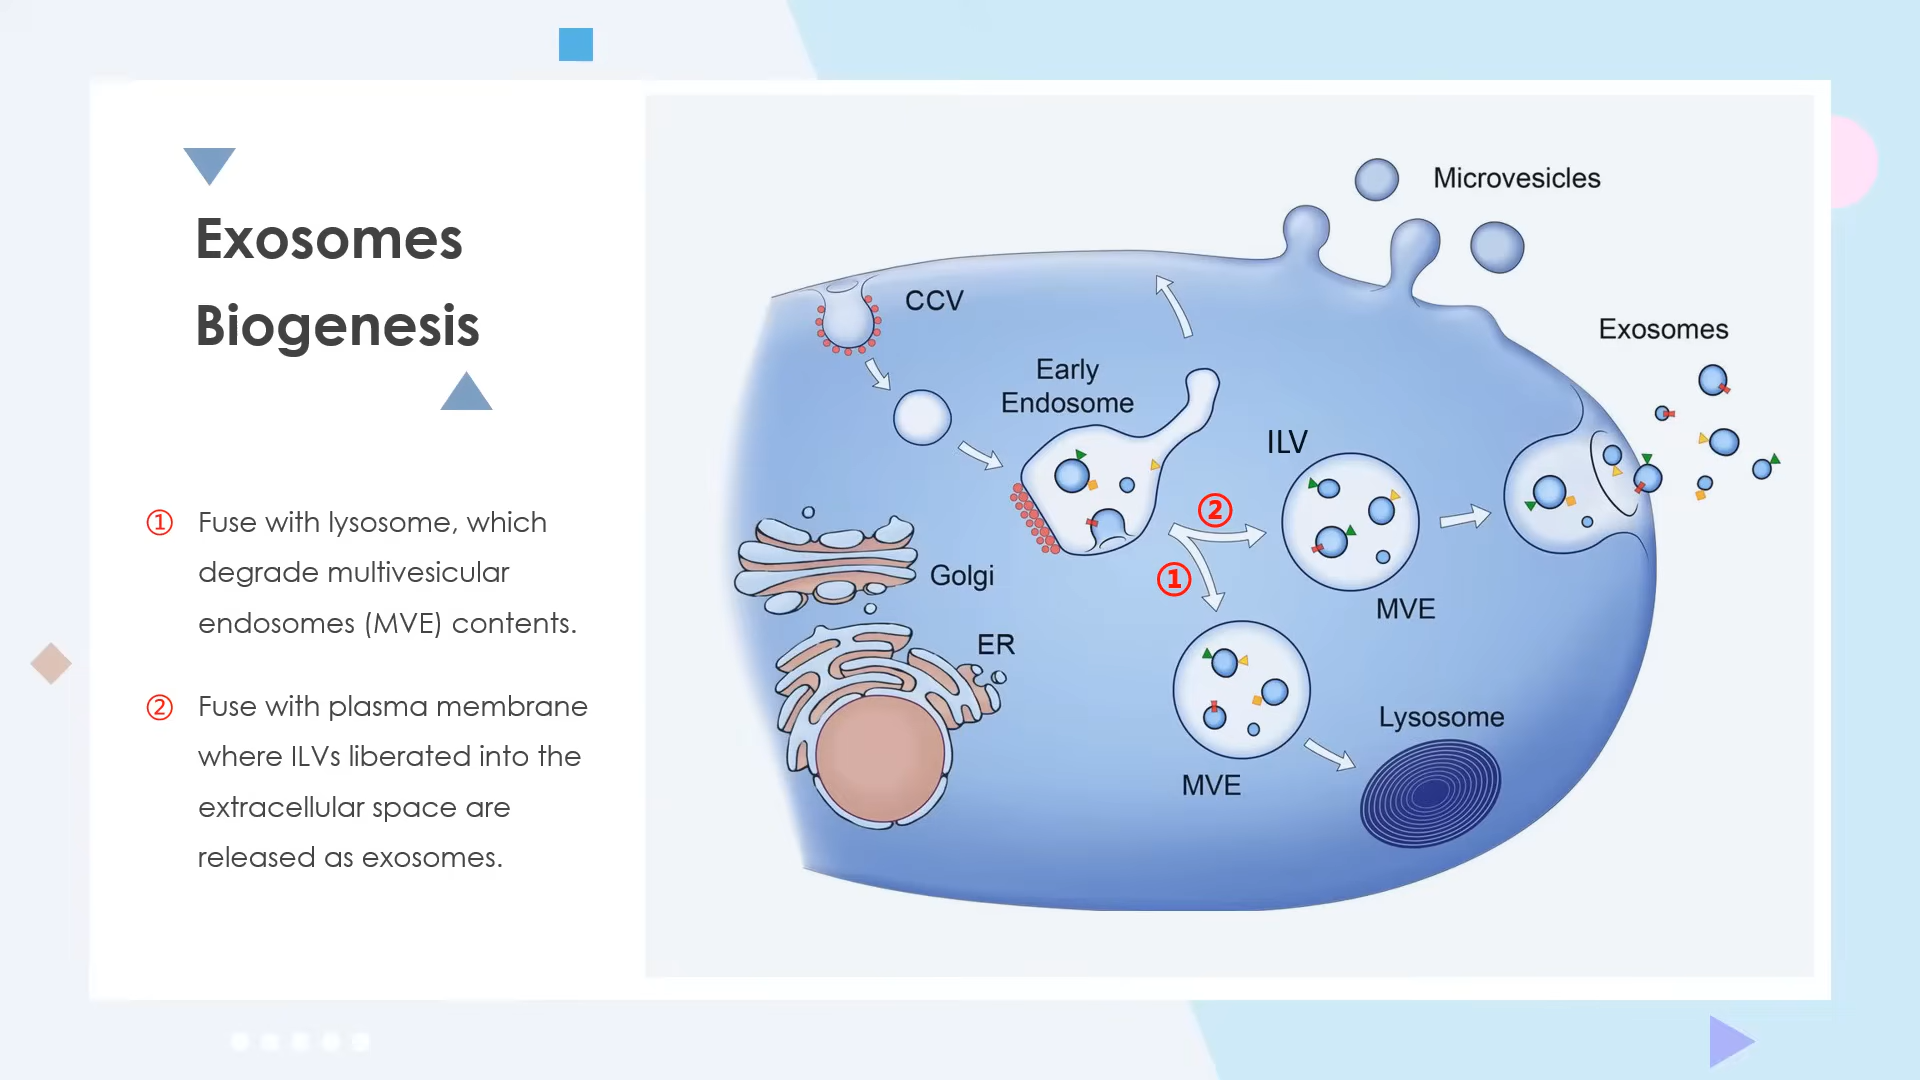 Exosomes
Biogenesis
① Fuse with lysosome, which
degrade multivesicular
endosomes (MVE) contents.
② Fuse with plasma membrane
where ILVs liberated into the
extracellular space are
released as exosomes.
Microvesicles
CCV
Exosomes
Early
Endosome
ILV
②
①
Golgi
MVE
ER
Lysosome
MVE